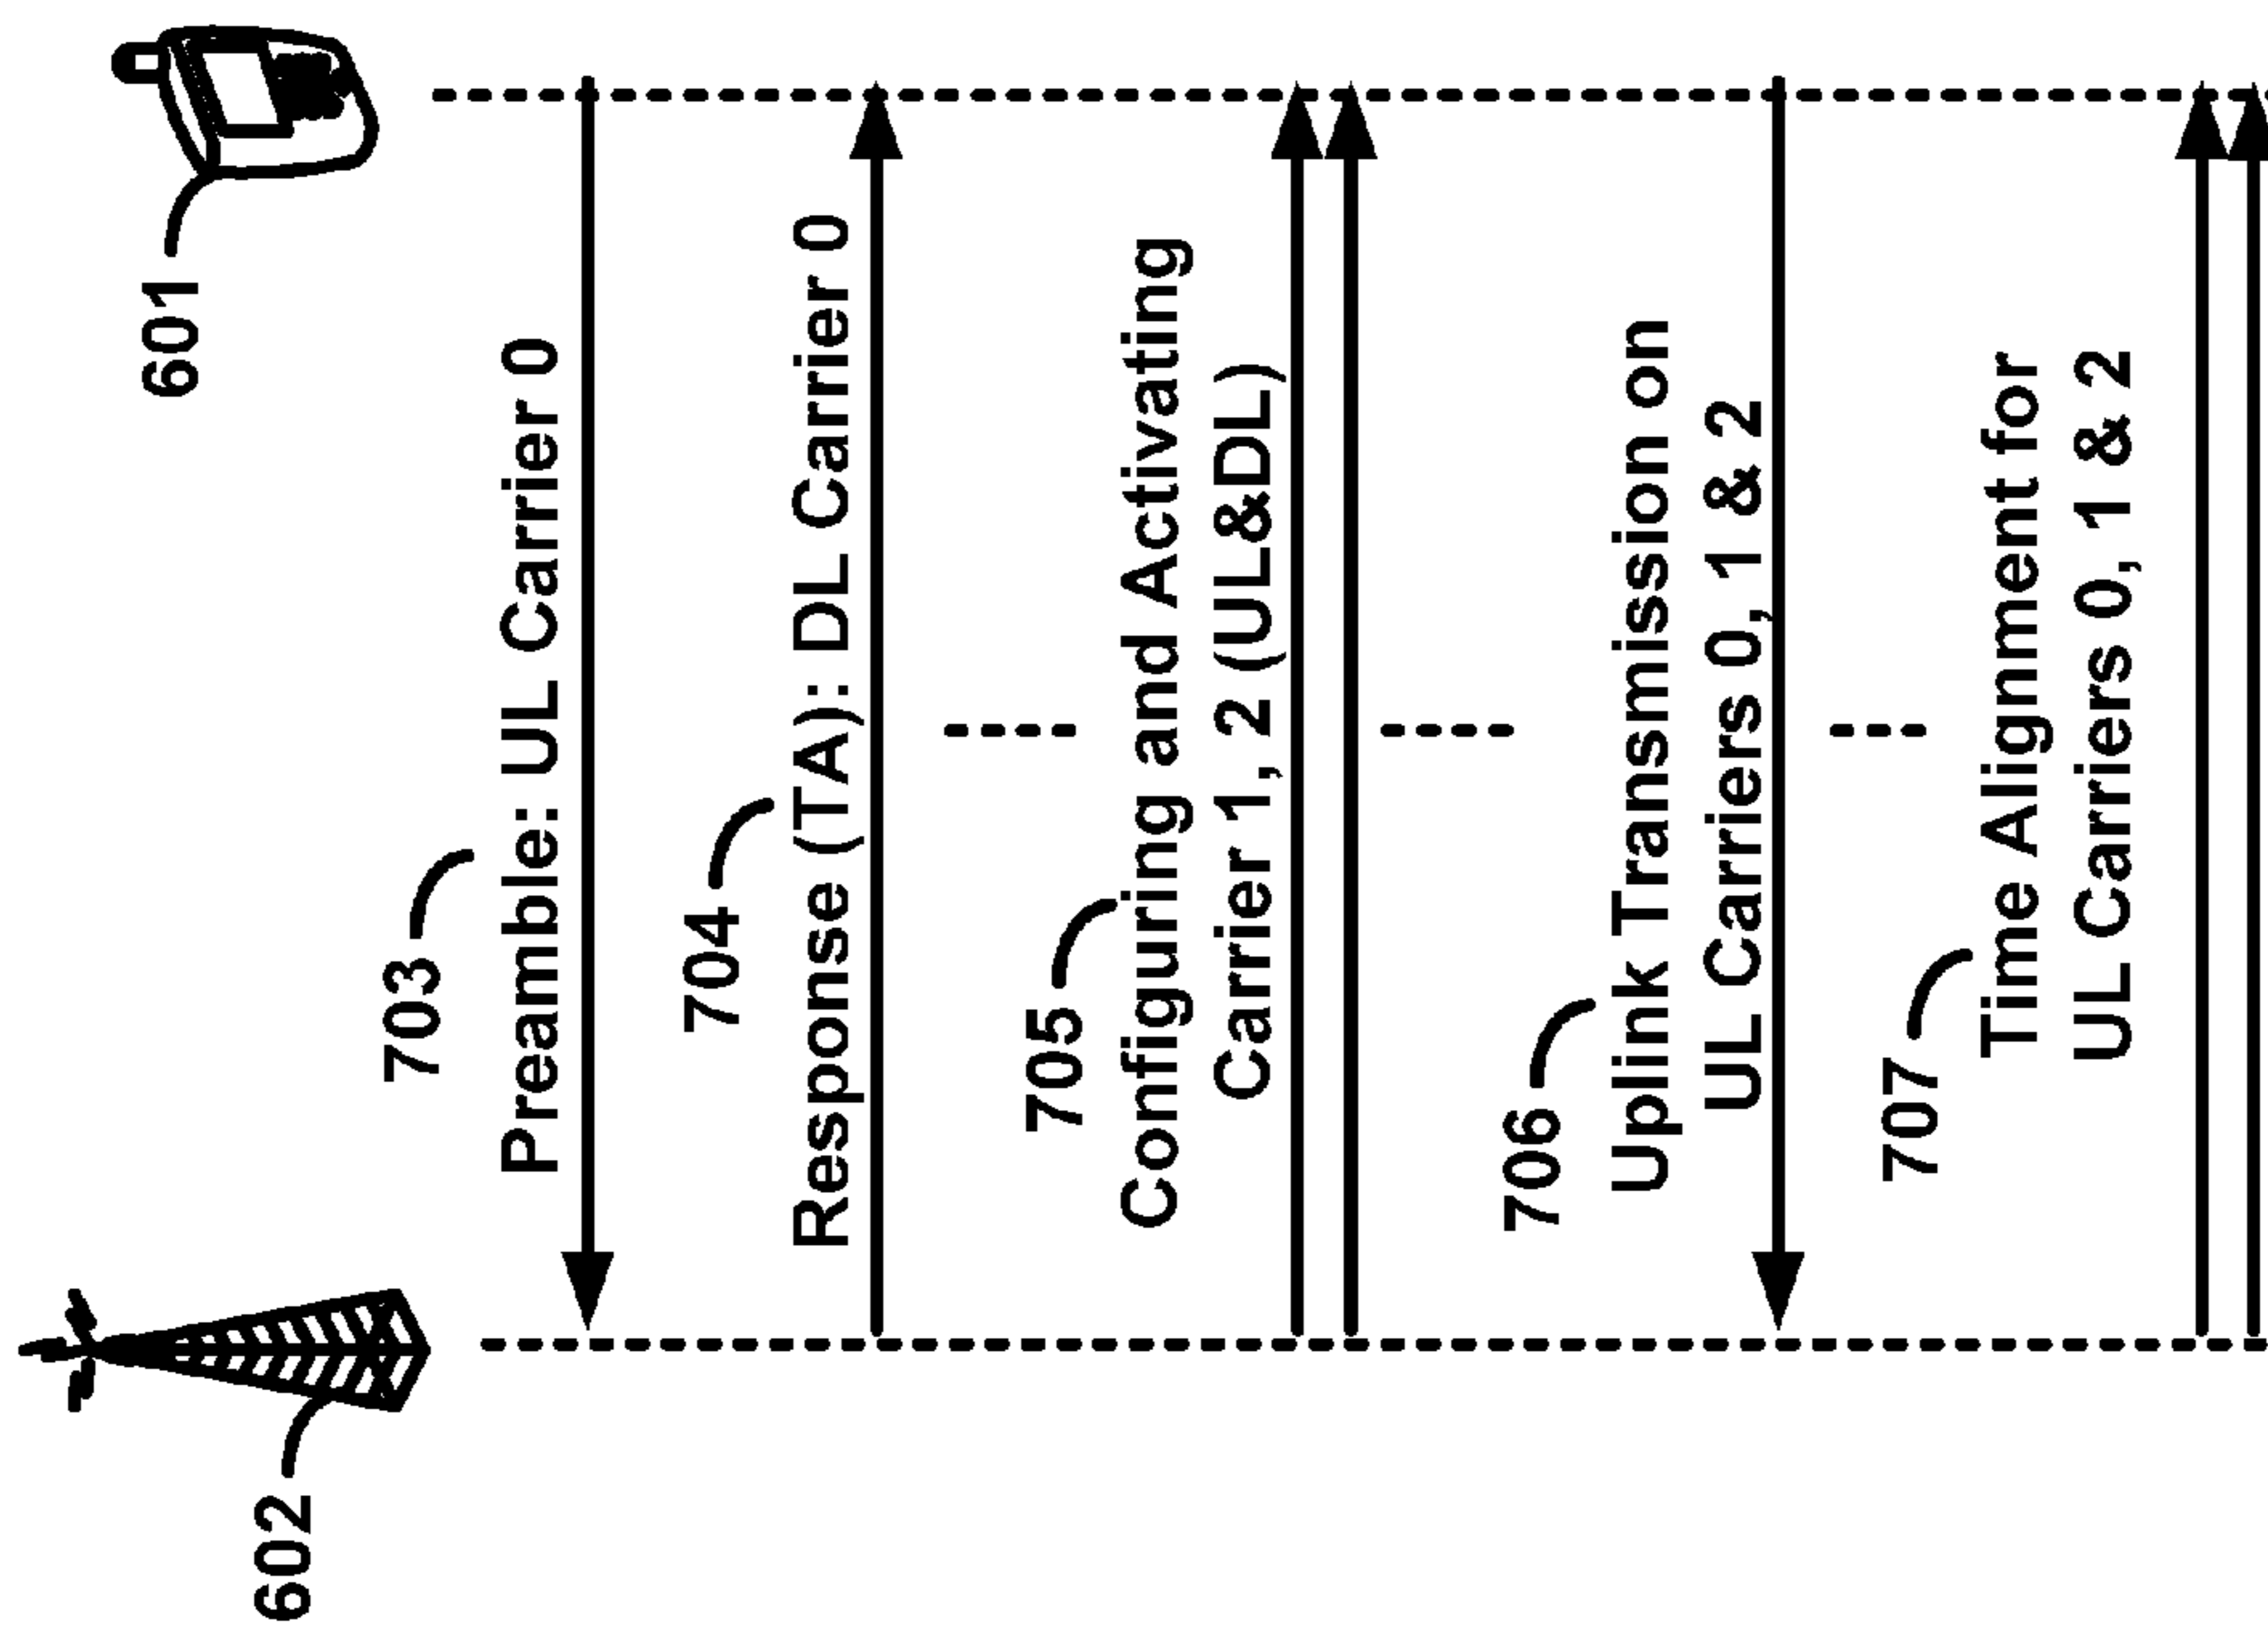 602
601
703
Preamble: UL Carrier 0
704
Response (TA): DL Carrier 0
705
Configuring and Activating
Carrier 1, 2 (UL&DL)
706
Uplink Transmission on
UL Carriers 0, 1 & 2
707
Time Alignment for
UL Carriers 0, 1 & 2